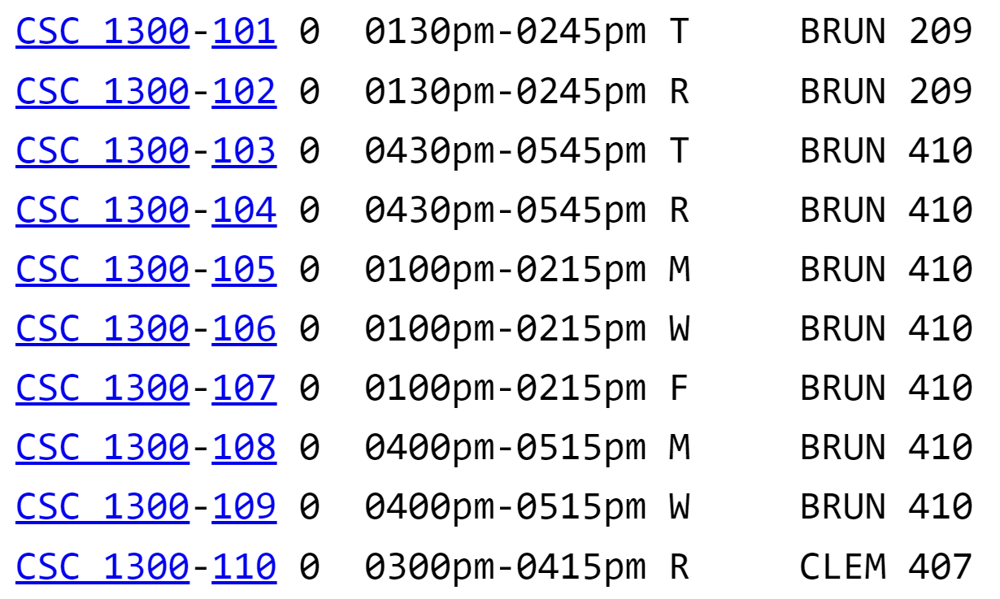 CSC 1300-101 0  0130pm-0245pm T     BRUN 209
CSC 1300-102 0  0130pm-0245pm R     BRUN 209
CSC 1300-103 0  0430pm-0545pm T     BRUN 410
CSC 1300-104 0  0430pm-0545pm R     BRUN 410
CSC 1300-105 0  0100pm-0215pm M     BRUN 410
CSC 1300-106 0  0100pm-0215pm W     BRUN 410
CSC 1300-107 0  0100pm-0215pm F     BRUN 410
CSC 1300-108 0  0400pm-0515pm M     BRUN 410
CSC 1300-109 0  0400pm-0515pm W     BRUN 410
CSC 1300-110 0  0300pm-0415pm R     CLEM 407